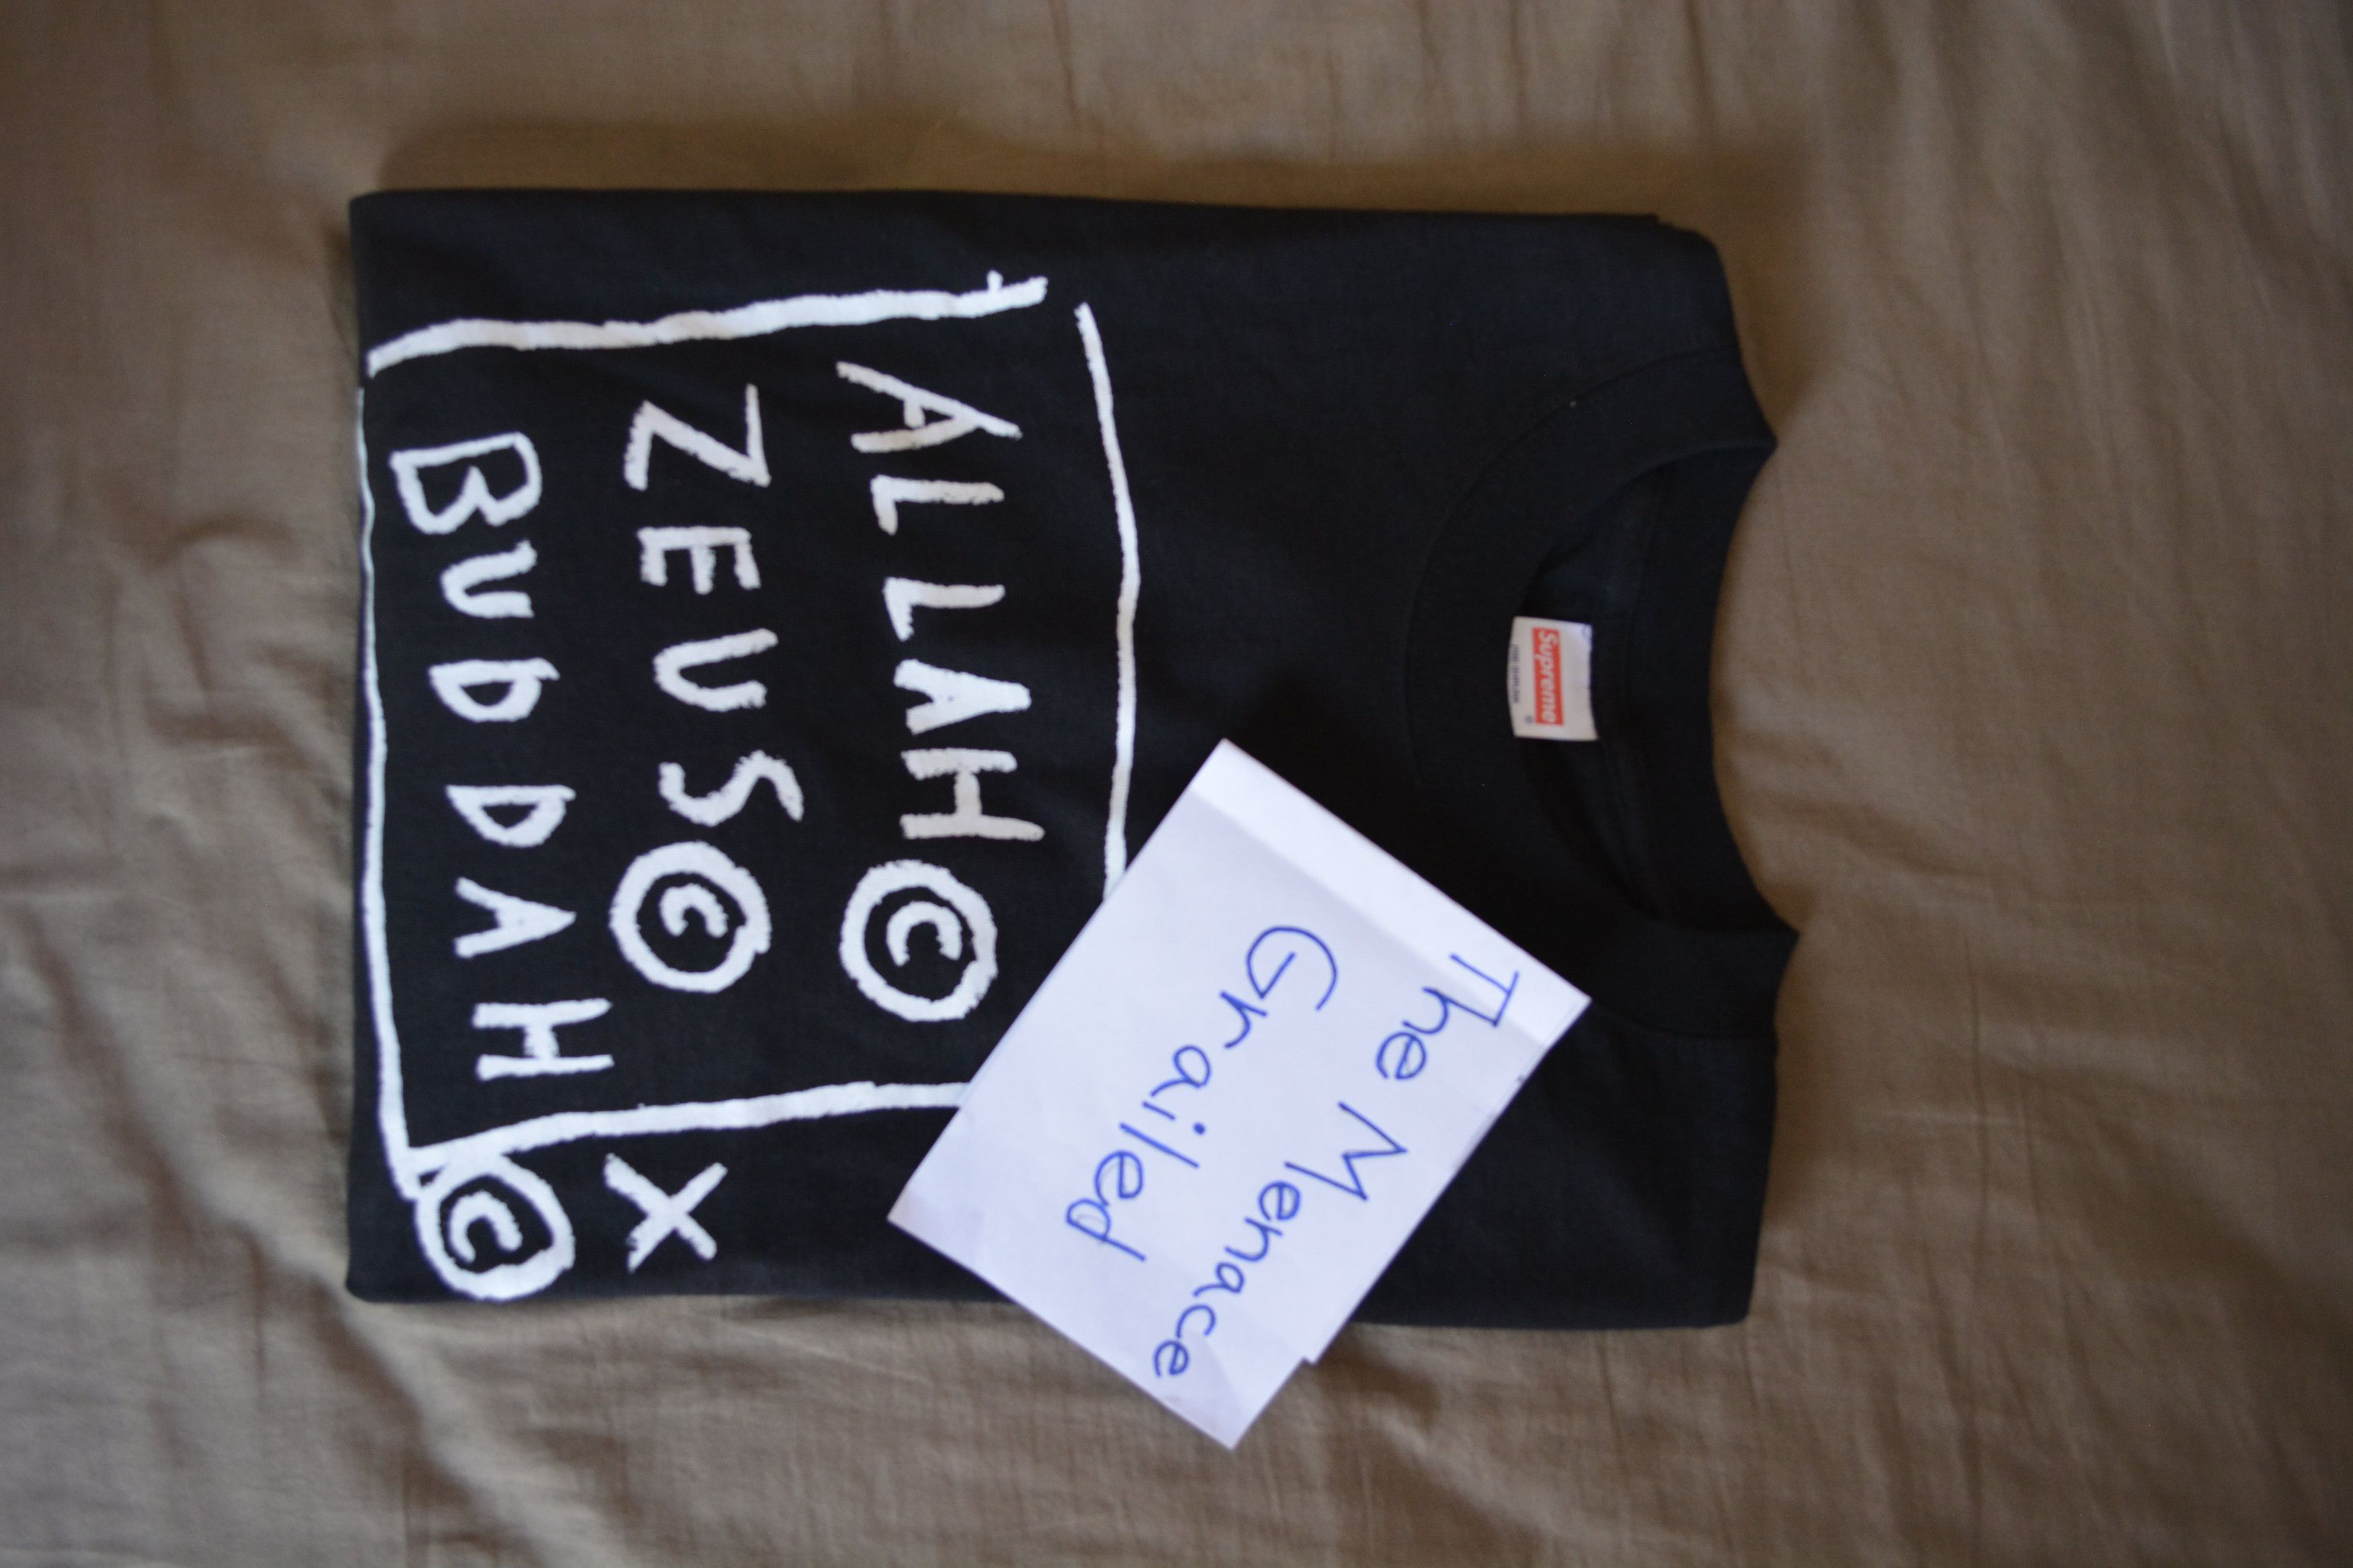 Supreme
ALLAH©
ZEUS© X
BUDDAH©
The Menace
Grailed